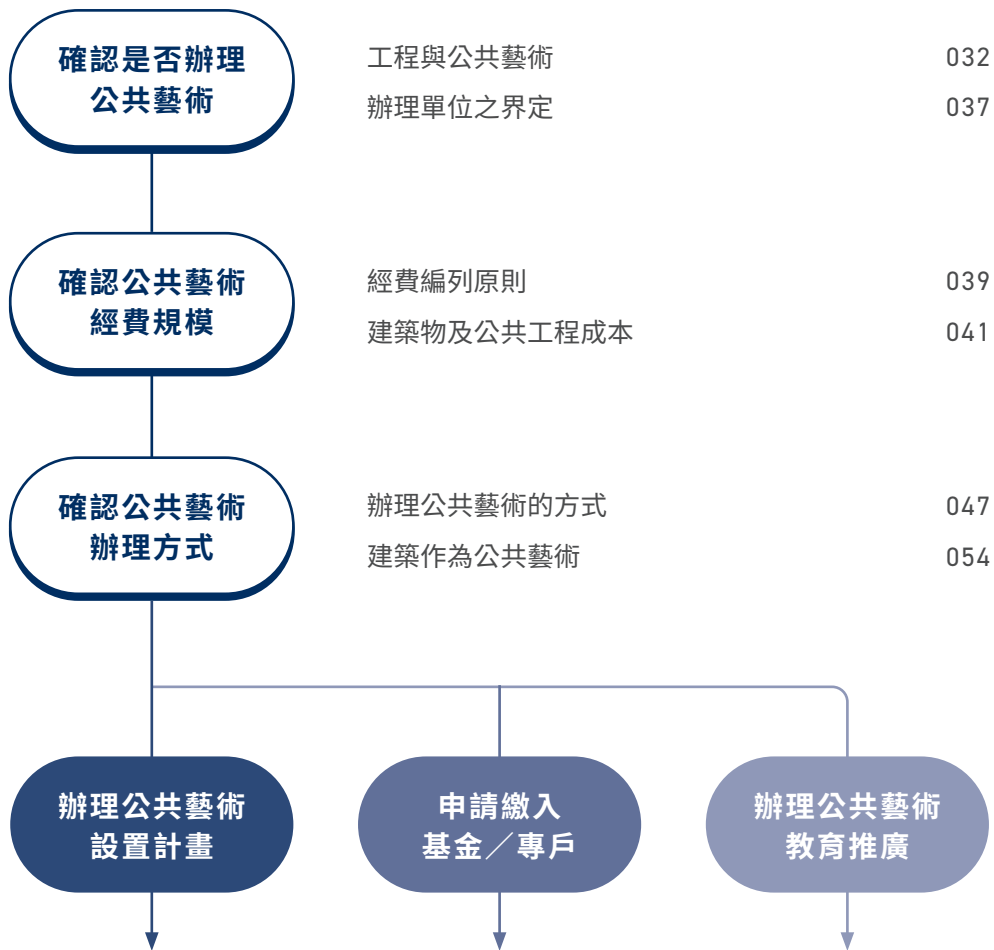 確認是否辦理
公共藝術
工程與公共藝術 032
辦理單位之界定 037
確認公共藝術
經費規模
經費編列原則 039
建築物及公共工程成本 041
確認公共藝術
辦理方式
辦理公共藝術的方式 047
建築作為公共藝術 054
辦理公共藝術
設置計畫
申請繳入
基金／專戶
辦理公共藝術
教育推廣